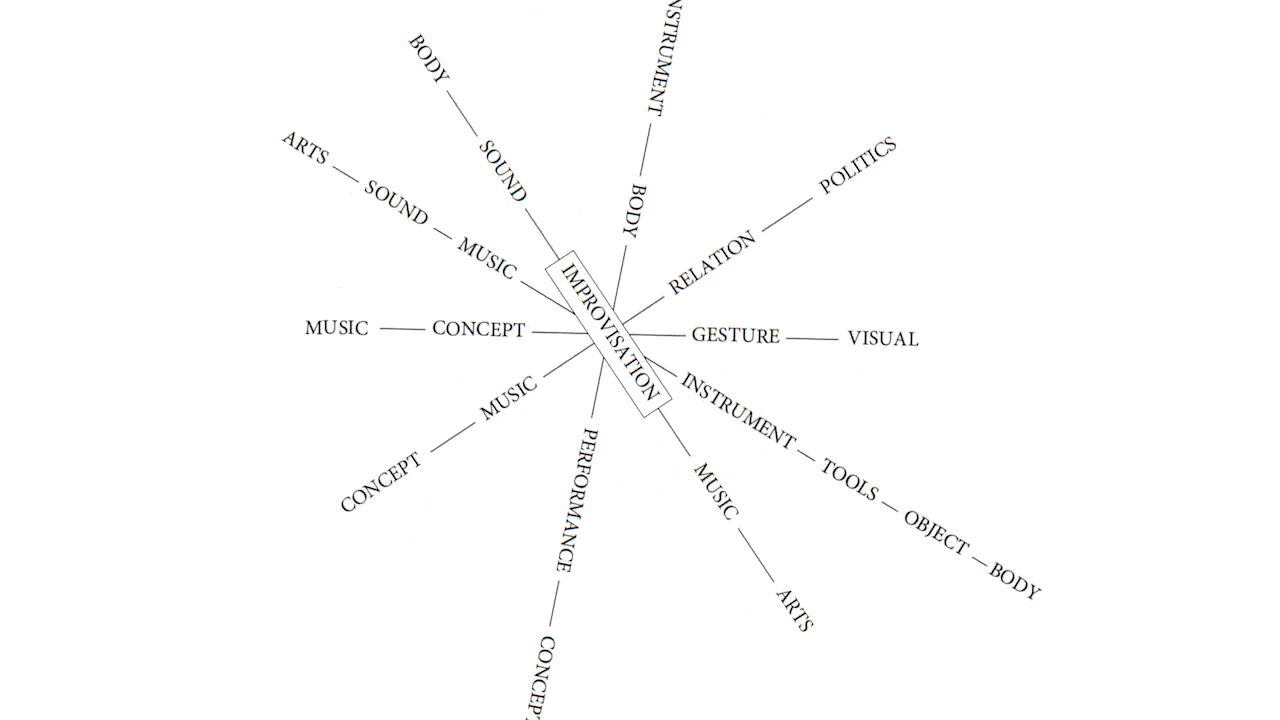 BODY — SOUND
NSTRUMENT — BODY
ARTS — SOUND — MUSIC
POLITICS — RELATION
IMPROVISATION
MUSIC — CONCEPT
GESTURE — VISUAL
CONCEPT — MUSIC
INSTRUMENT — TOOLS — OBJECT — BODY
PERFORMANCE — CONCEPT
MUSIC — ARTS